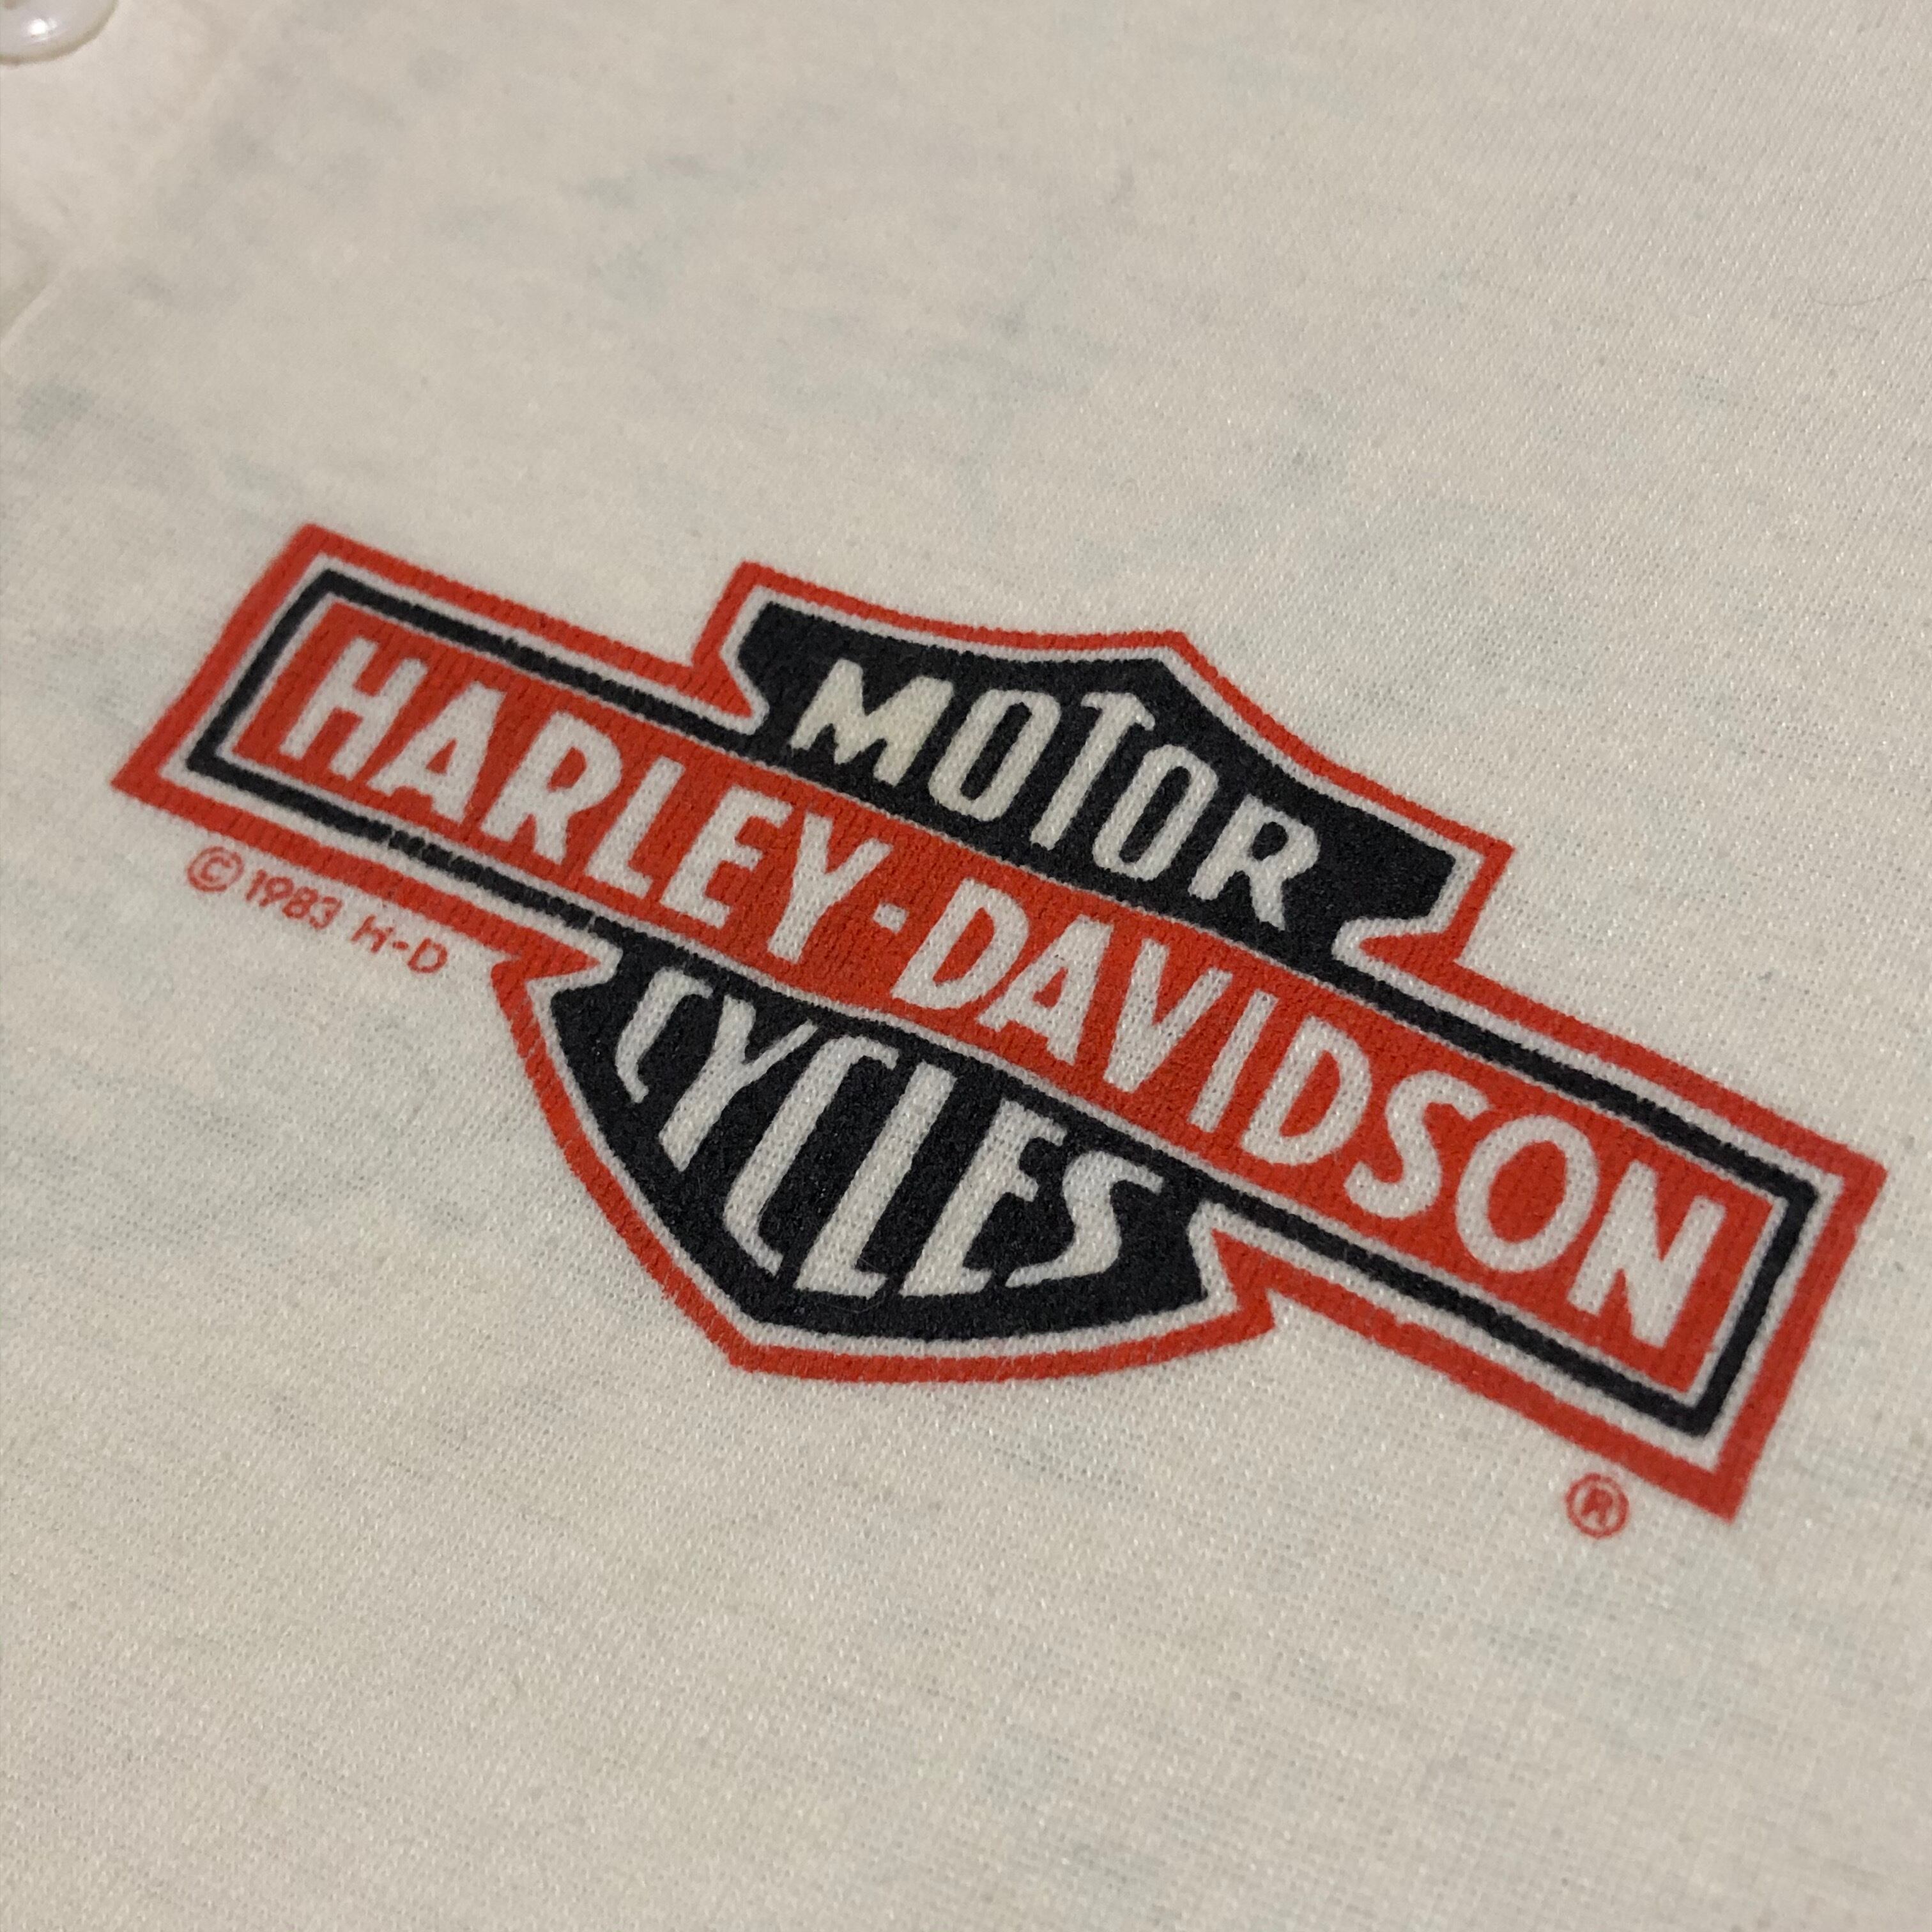 MOTOR
HARLEY-DAVIDSON
CYCLES
© 1983 H-D
®